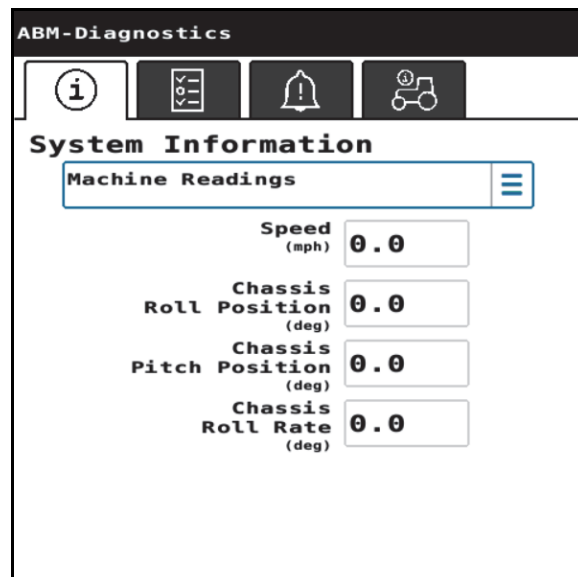 ABM-Diagnostics
System Information
Machine Readings
Speed
(mph)
0.0
Chassis
Roll Position
(deg)
0.0
Chassis
Pitch Position
(deg)
0.0
Chassis
Roll Rate
(deg)
0.0